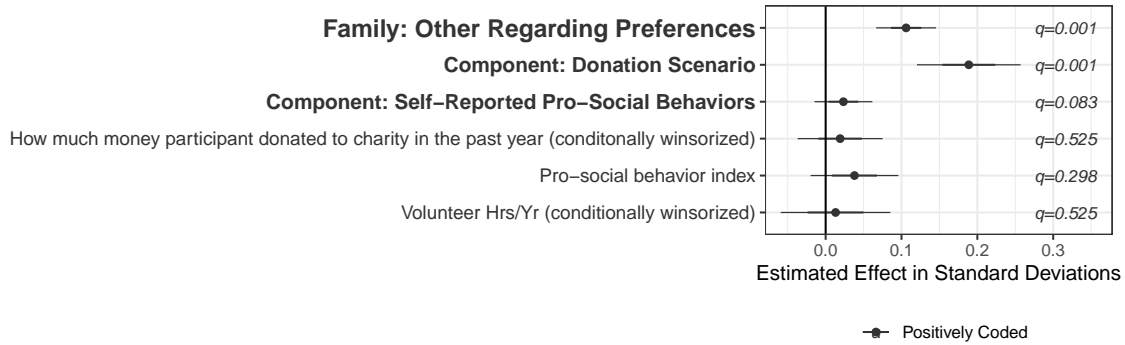 Family: Other Regarding Preferences q=0.001
Component: Donation Scenario q=0.001
Component: Self−Reported Pro−Social Behaviors q=0.083
How much money participant donated to charity in the past year (conditonally winsorized) q=0.525
Pro−social behavior index q=0.298
Volunteer Hrs/Yr (conditionally winsorized) q=0.525
0.0 0.1 0.2 0.3
Estimated Effect in Standard Deviations
Positively Coded